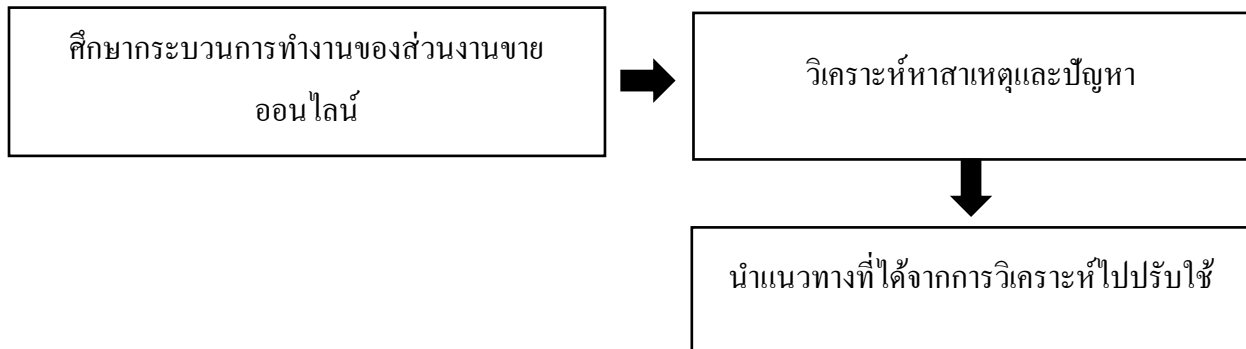 ศึกษากระบวนการทำงานของส่วนงานขาย
ออนไลน์
วิเคราะห์หาสาเหตุและปัญหา
นำแนวทางที่ได้จากการวิเคราะห์ไปปรับใช้